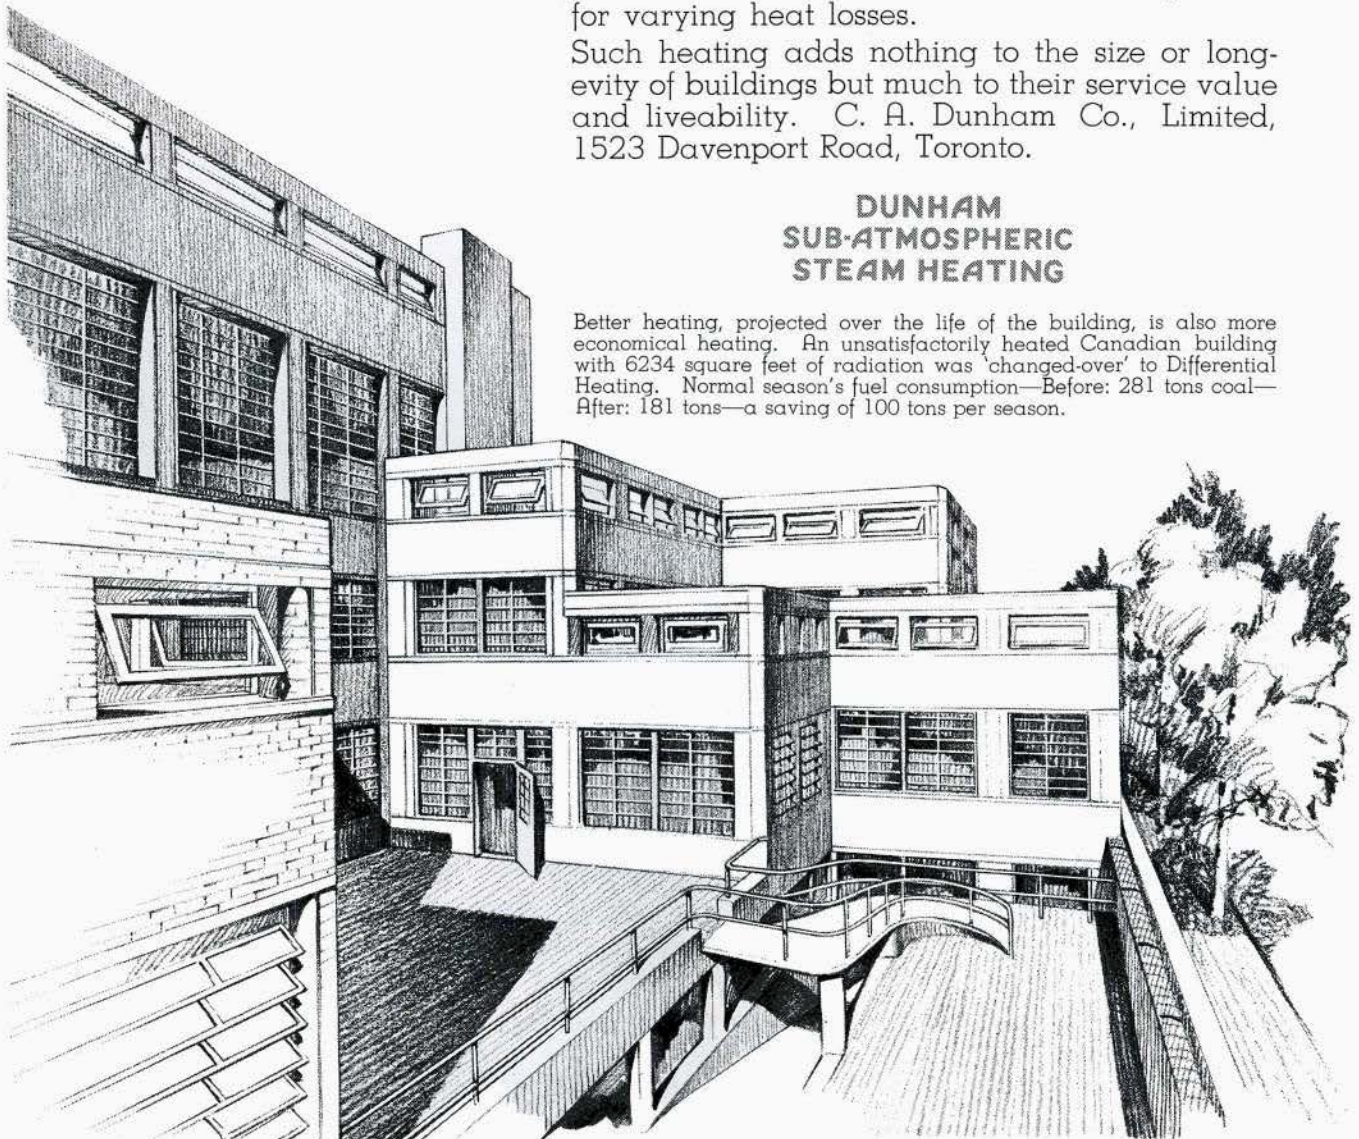 for varying heat losses.
Such heating adds nothing to the size or long-
evity of buildings but much to their service value
and liveability. C. A. Dunham Co., Limited,
1523 Davenport Road, Toronto.
DUNHAM
SUB-ATMOSPHERIC
STEAM HEATING
Better heating, projected over the life of the building, is also more
economical heating. An unsatisfactorily heated Canadian building
with 6234 square feet of radiation was 'changed-over' to Differential
Heating. Normal season's fuel consumption—Before: 281 tons coal—
After: 181 tons—a saving of 100 tons per season.